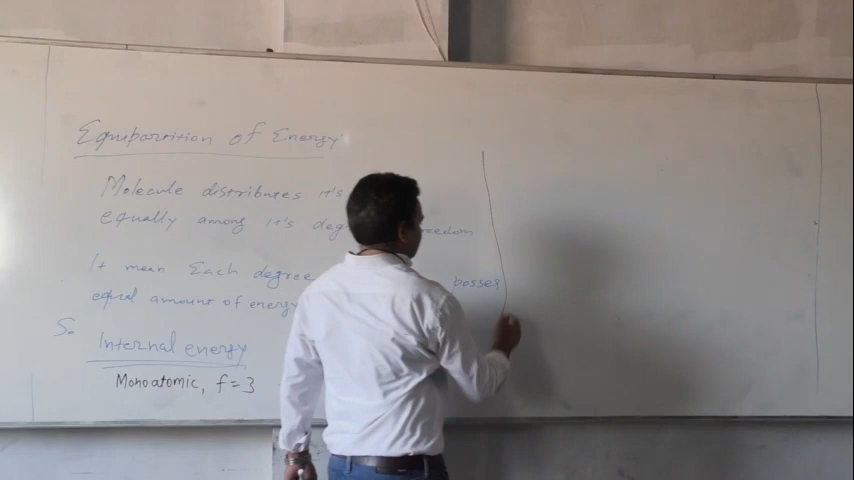 Equipartition of Energy
Molecule distributes it's
equally among it's deg reedom
It mean Each degree posses
equal amount of energy
So
Internal energy
Monoatomic, f = 3